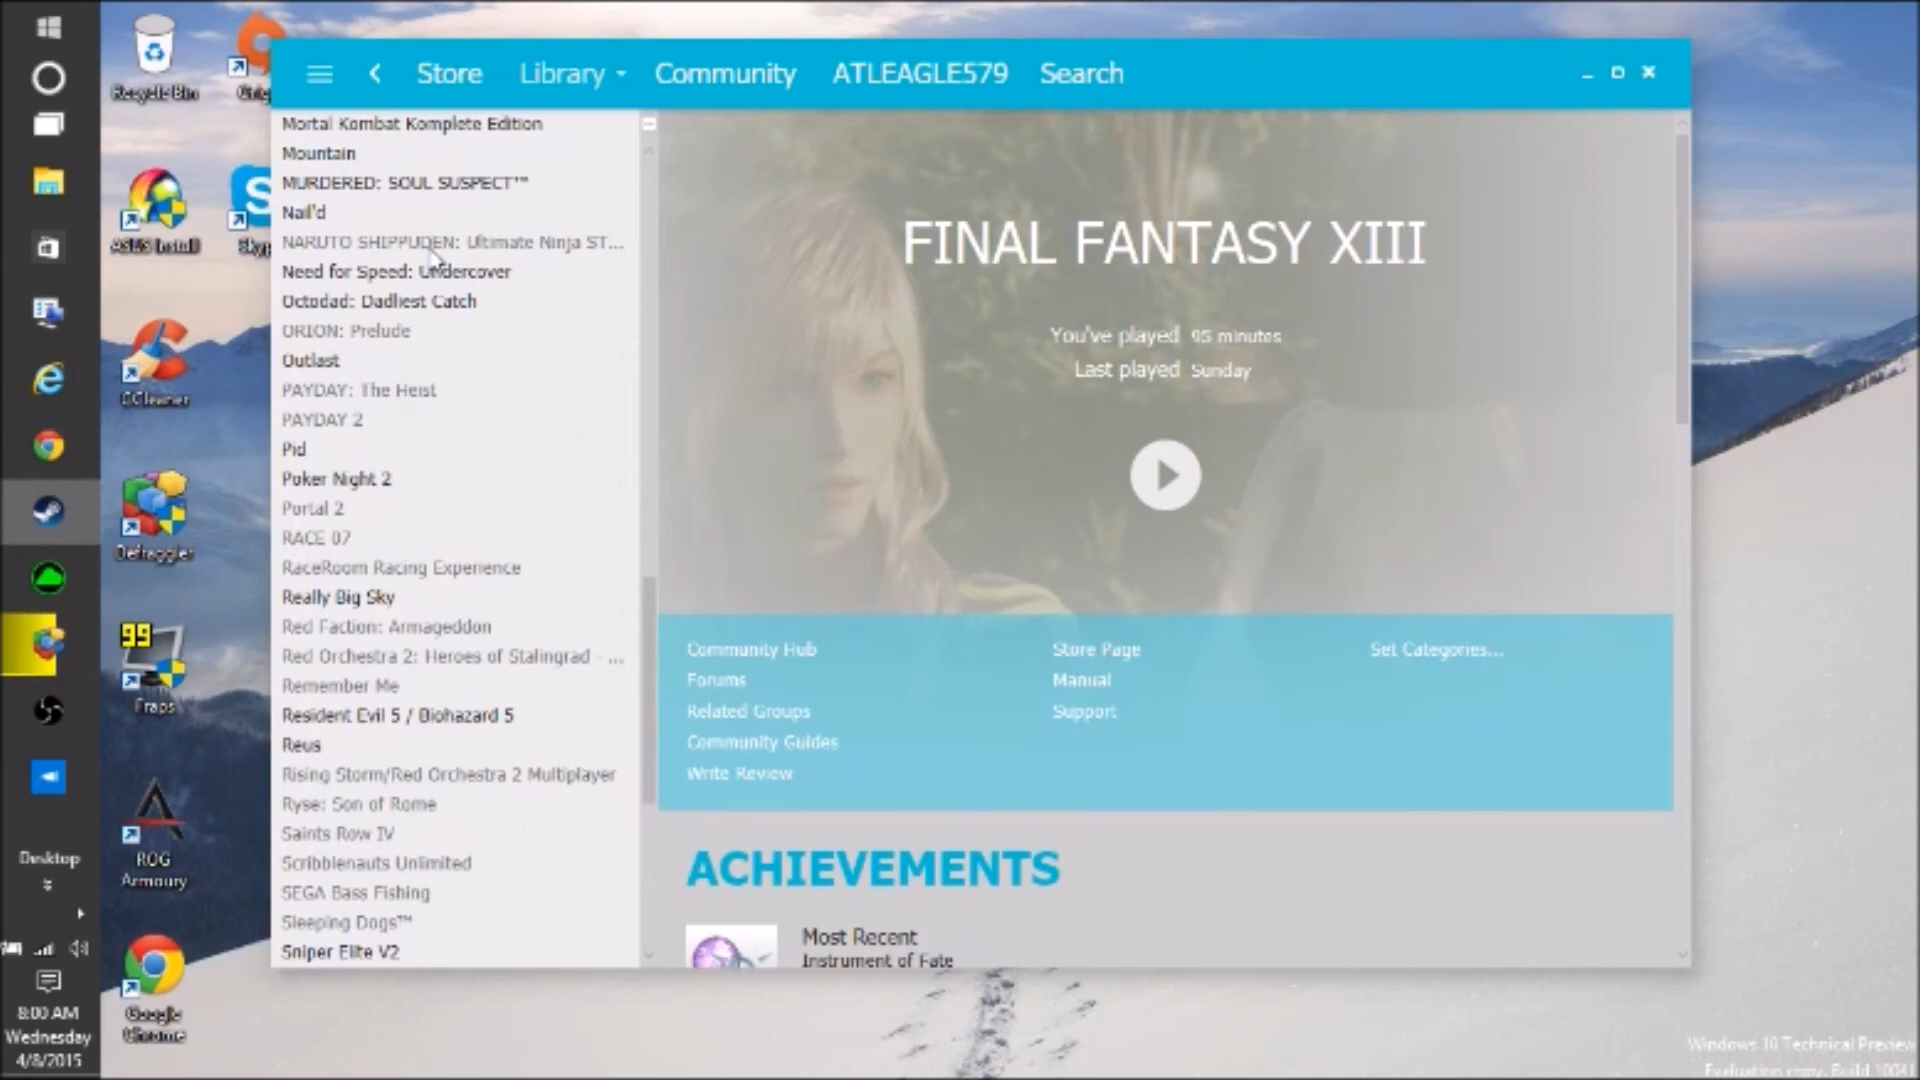 Recycle Bin
Store Library Community ATLEAGLE579 Search
Mortal Kombat Komplete Edition
Mountain
MURDERED: SOUL SUSPECT™
Nail'd
NARUTO SHIPPUDEN: Ultimate Ninja ST...
Need for Speed: Undercover
Octodad: Dadliest Catch
ORION: Prelude
Outlast
PAYDAY: The Heist
PAYDAY 2
Pid
Poker Night 2
Portal 2
RACE 07
RaceRoom Racing Experience
Really Big Sky
Red Faction: Armageddon
Red Orchestra 2: Heroes of Stalingrad - ...
Remember Me
Resident Evil 5 / Biohazard 5
Reus
Rising Storm/Red Orchestra 2 Multiplayer
Ryse: Son of Rome
Saints Row IV
Scribblenauts Unlimited
SEGA Bass Fishing
Sleeping Dogs™
Sniper Elite V2
FINAL FANTASY XIII
You've played 95 minutes
Last played Sunday
Community Hub
Forums
Related Groups
Community Guides
Write Review
Store Page
Manual
Support
Set Categories...
ACHIEVEMENTS
Most Recent
Instrument of Fate
ASUS Install
CCleaner
Defraggler
99
Fraps
ROG
Armoury
Google
Chrome
Desktop
8:00 AM
Wednesday
4/8/2015
Windows 10 Technical Preview
Evaluation copy. Build 10041